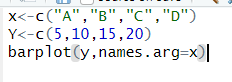 x<-c("A","B","C","D")
Y<-c(5,10,15,20)
barplot(y,names.arg=x)